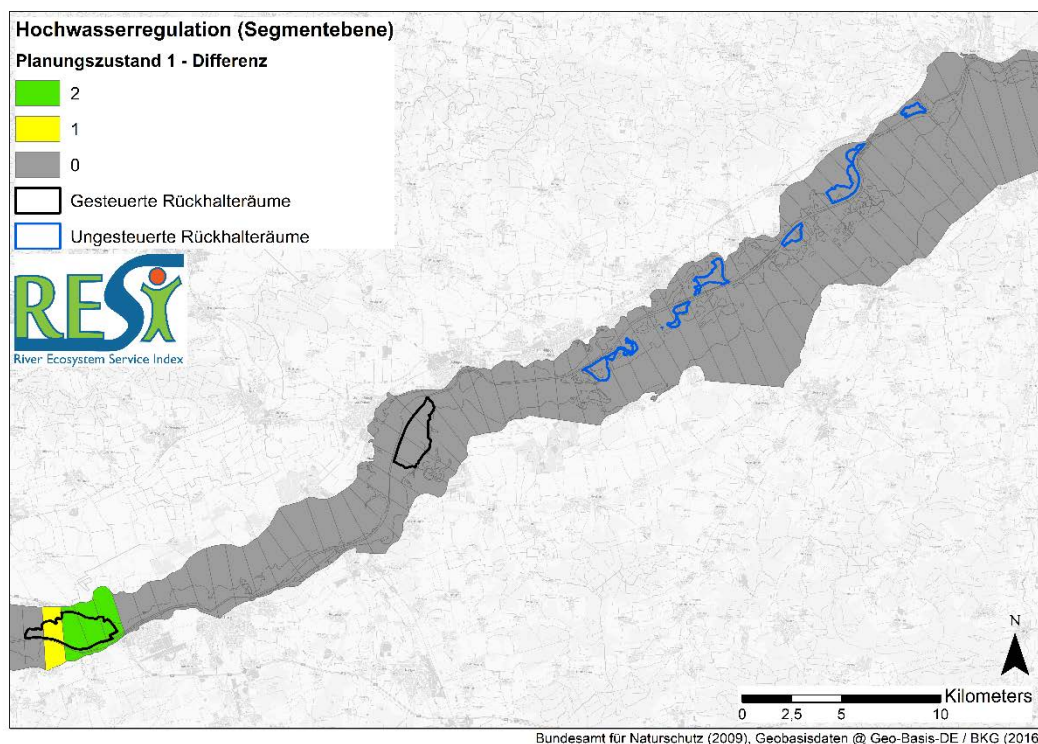 Hochwasserregulation (Segmentebene)
Planungszustand 1 - Differenz
2
1
0
Gesteuerte Rückhalteräume
Ungesteuerte Rückhalteräume
RESI
River Ecosystem Service Index
N
Kilometers
0 2,5 5 10
Bundesamt für Naturschutz (2009), Geobasisdaten @ Geo-Basis-DE / BKG (2016